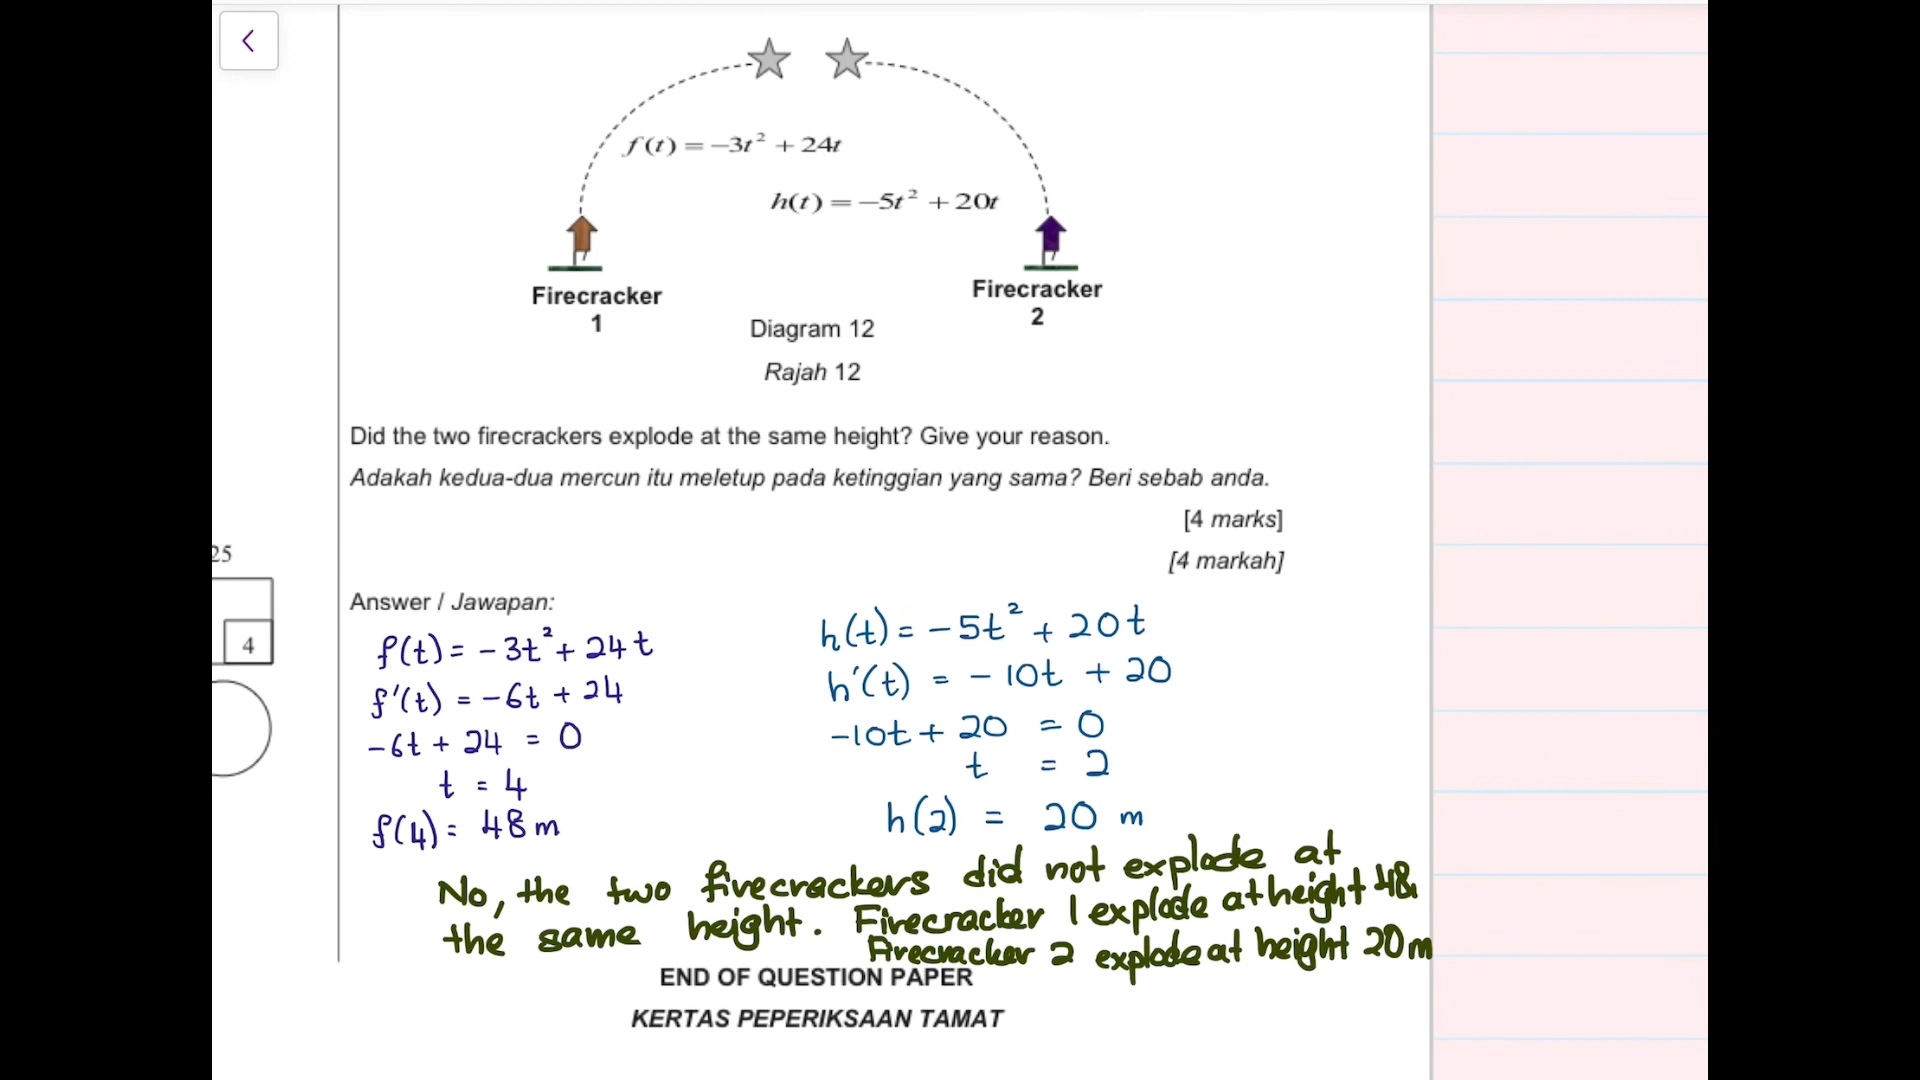 f(t) = −3t² + 24t
h(t) = −5t² + 20t
Firecracker
1
Firecracker
2
Diagram 12
Rajah 12
Did the two firecrackers explode at the same height? Give your reason.
Adakah kedua-dua mercun itu meletup pada ketinggian yang sama? Beri sebab anda.
[4 marks]
[4 markah]
25
4
Answer / Jawapan:
f(t) = - 3t² + 24t
f'(t) = - 6t + 24
-6t + 24 = 0
t = 4
f(4) = 48 m
h(t) = -5t² + 20t
h'(t) = - 10t + 20
-10t + 20 = 0
t = 2
h(2) = 20 m
No, the two firecrackers did not explode at
the same height. Firecracker 1 explode at height 48.
Firecracker 2 explode at height 20m
END OF QUESTION PAPER
KERTAS PEPERIKSAAN TAMAT